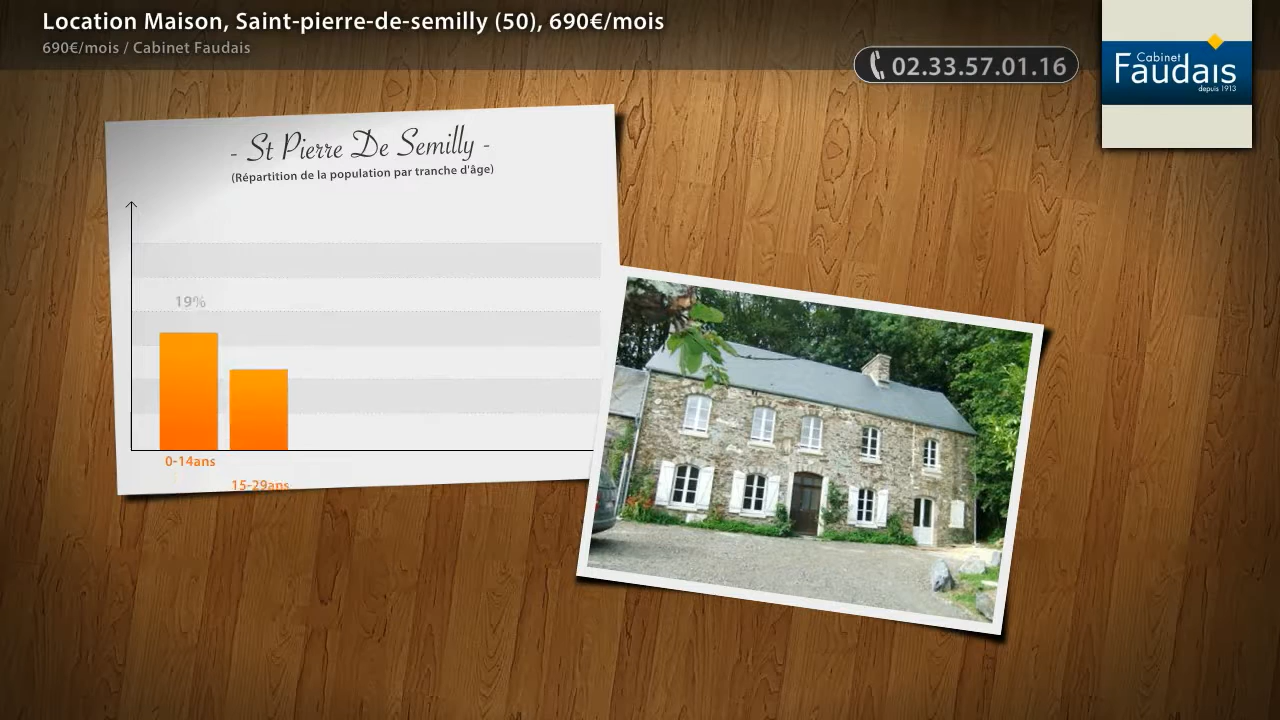 Location Maison, Saint-pierre-de-semilly (50), 690€/mois
690€/mois / Cabinet Faudais
02.33.57.01.16
Cabinet
Faudais
depuis 1913
- St Pierre De Semilly -
(Répartition de la population par tranche d'âge)
19%
0-14ans
15-29ans